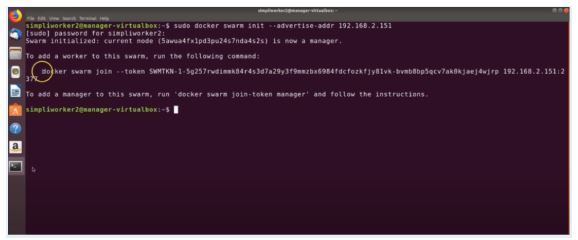 simpliworker2@manager-virtualbox: ~
File Edit View Search Terminal Help
simpliworker2@manager-virtualbox:~$ sudo docker swarm init --advertise-addr 192.168.2.151
[sudo] password for simpliworker2:
Swarm initialized: current node (5awua4fx1pd3pu24s7nda4s2s) is now a manager.
To add a worker to this swarm, run the following command:
docker swarm join --token SWMTKN-1-5g257rwdimmk84r4s3d7a29y3f9mmzbx6984fdcfozkfjy81vk-bvmb8bp5qcv7ak0kjaej4wjrp 192.168.2.151:2
377
To add a manager to this swarm, run 'docker swarm join-token manager' and follow the instructions.
simpliworker2@manager-virtualbox:~$